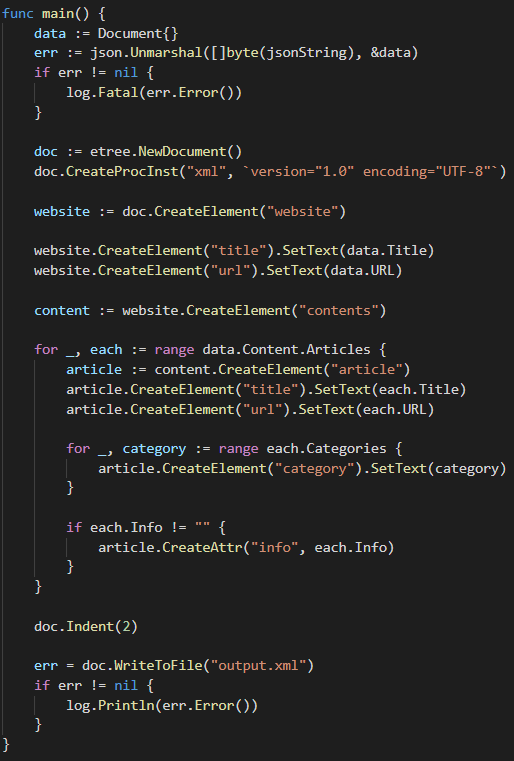 func main() {
    data := Document{}
    err := json.Unmarshal([]byte(jsonString), &data)
    if err != nil {
        log.Fatal(err.Error())
    }

    doc := etree.NewDocument()
    doc.CreateProcInst("xml", `version="1.0" encoding="UTF-8"`)

    website := doc.CreateElement("website")

    website.CreateElement("title").SetText(data.Title)
    website.CreateElement("url").SetText(data.URL)

    content := website.CreateElement("contents")

    for _, each := range data.Content.Articles {
        article := content.CreateElement("article")
        article.CreateElement("title").SetText(each.Title)
        article.CreateElement("url").SetText(each.URL)

        for _, category := range each.Categories {
            article.CreateElement("category").SetText(category)
        }

        if each.Info != "" {
            article.CreateAttr("info", each.Info)
        }
    }

    doc.Indent(2)

    err = doc.WriteToFile("output.xml")
    if err != nil {
        log.Println(err.Error())
    }
}